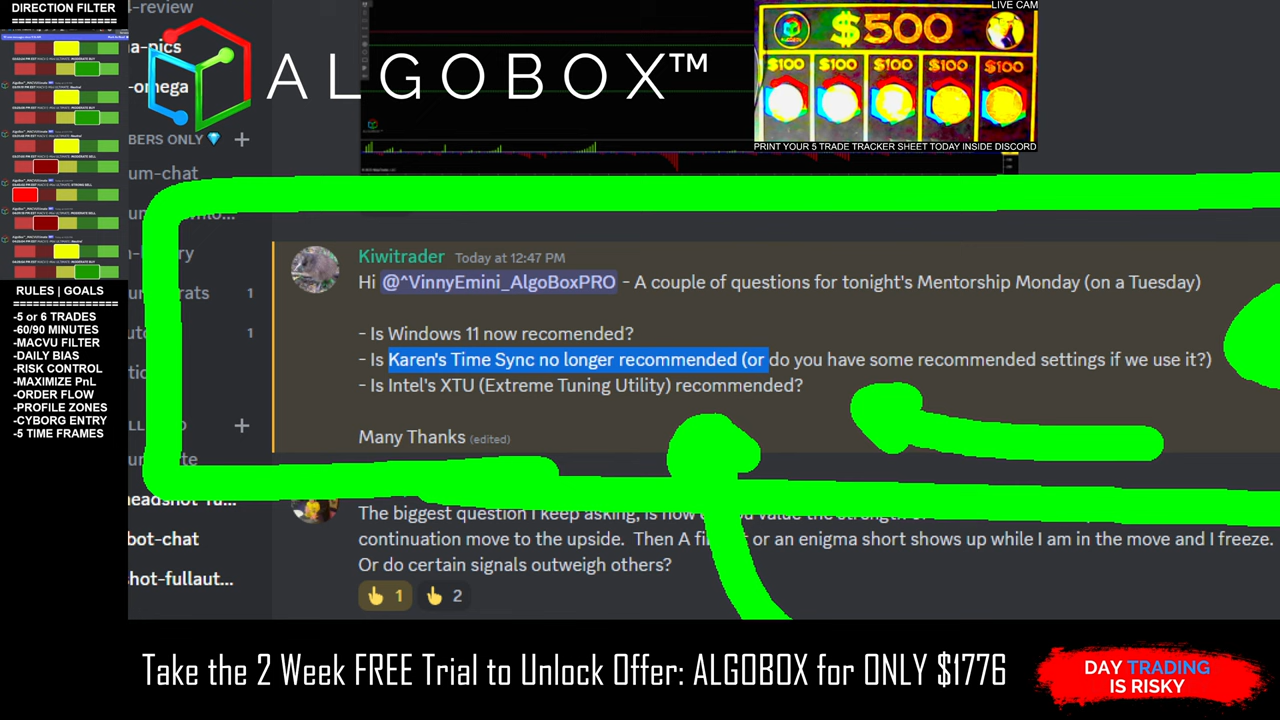 DIRECTION FILTER
4-review
a-pics
-omega
BERS ONLY
um-chat
ALGOBOX™
LIVE CAM
$500
$100 $100 $100 $100 $100
PRINT YOUR 5 TRADE TRACKER SHEET TODAY INSIDE DISCORD
1
1
Kiwitrader Today at 12:47 PM
Hi @^VinnyEmini_AlgoBoxPRO - A couple of questions for tonight's Mentorship Monday (on a Tuesday)
- Is Windows 11 now recomended?
- Is Karen's Time Sync no longer recommended (or do you have some recommended settings if we use it?)
- Is Intel's XTU (Extreme Tuning Utility) recommended?
Many Thanks (edited)
RULES | GOALS
-5 or 6 TRADES
-60/90 MINUTES
-MACVU FILTER
-DAILY BIAS
-RISK CONTROL
-MAXIMIZE PnL
-ORDER FLOW
-PROFILE ZONES
-CYBORG ENTRY
-5 TIME FRAMES
bot-chat
hot-fullaut...
The biggest question I keep asking, is how
continuation move to the upside. Then A fi or an enigma short shows up while I am in the move and I freeze.
Or do certain signals outweigh others?
1 2
Take the 2 Week FREE Trial to Unlock Offer: ALGOBOX for ONLY $1776
DAY TRADING
IS RISKY